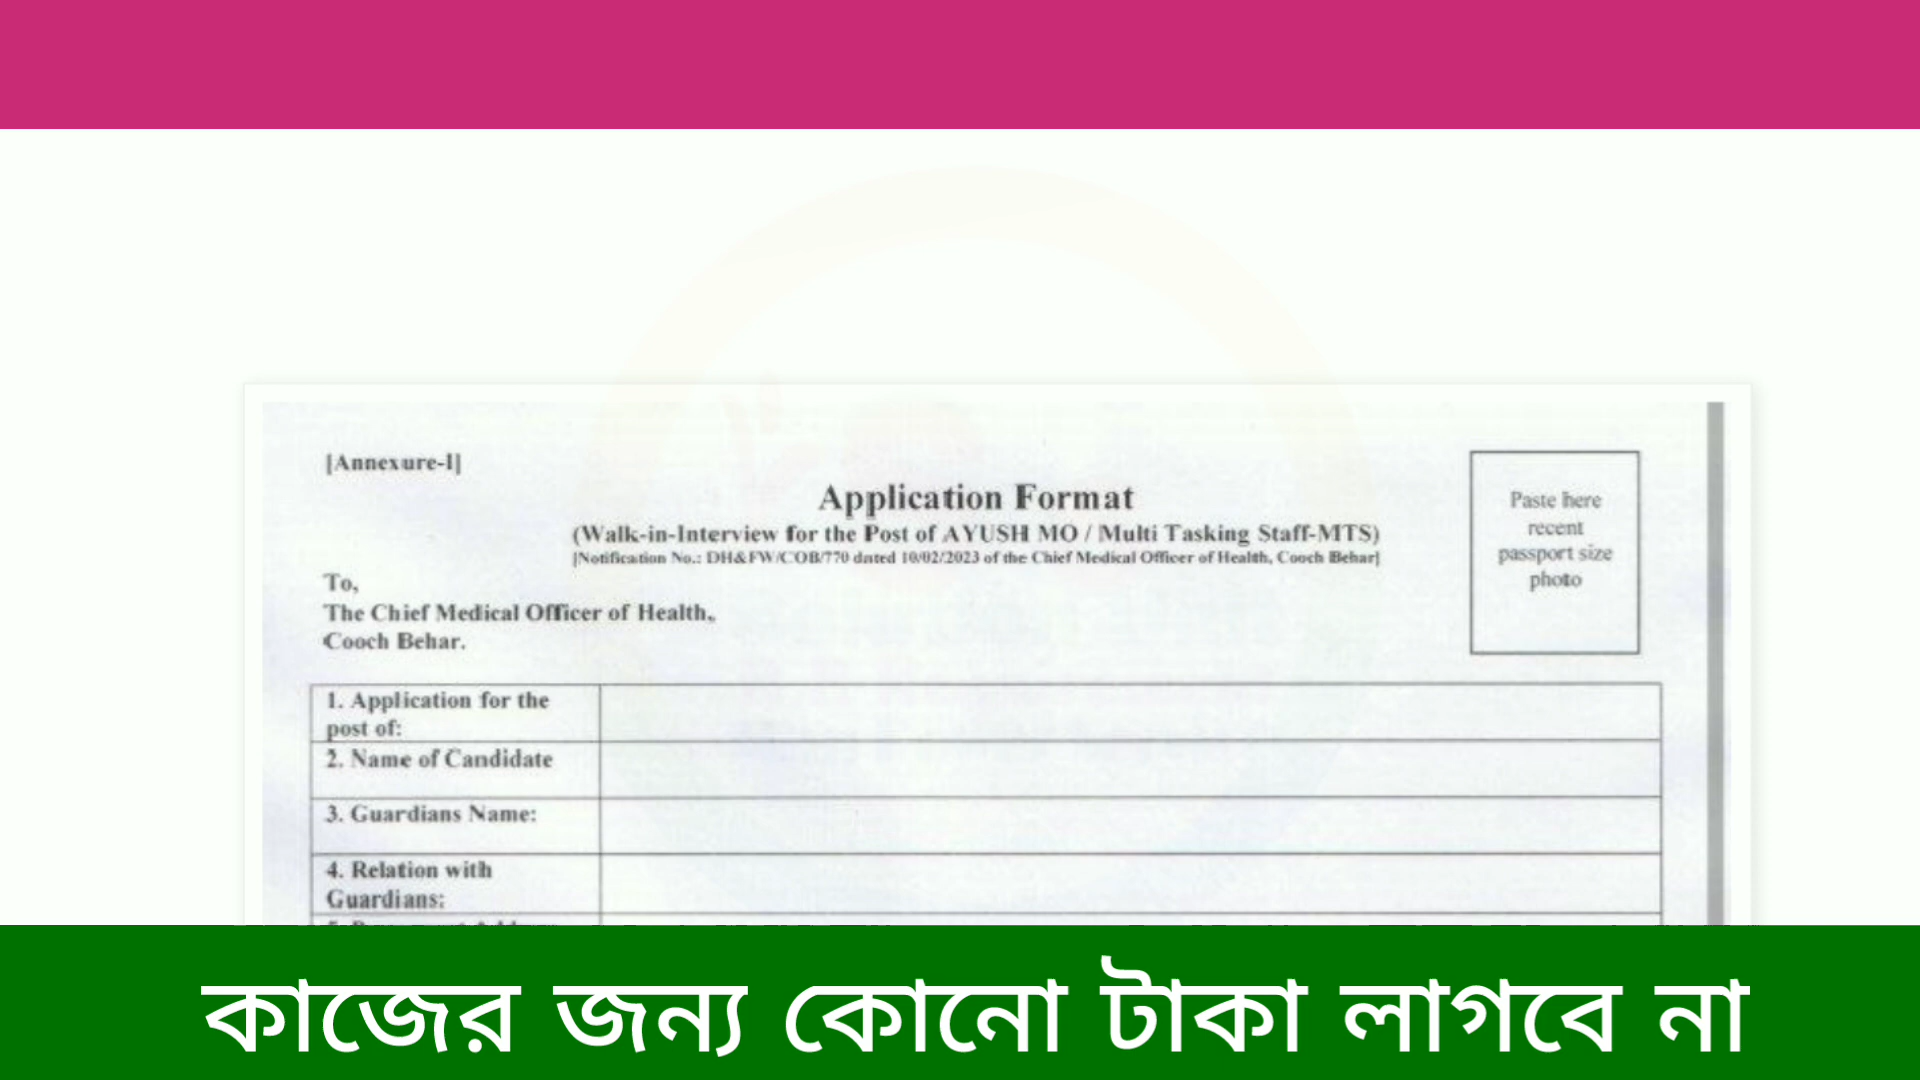 [Annexure-I]
Application Format
(Walk-in-Interview for the Post of AYUSH MO / Multi Tasking Staff-MTS)
[Notification No.: DH&FW/COB/770 dated 10/02/2023 of the Chief Medical Officer of Health, Cooch Behar]
Paste here
recent
passport size
photo
To,
The Chief Medical Officer of Health,
Cooch Behar.
1. Application for the
post of:
2. Name of Candidate
3. Guardians Name:
4. Relation with
Guardians:
কাজের জন্য কোনো টাকা লাগবে না